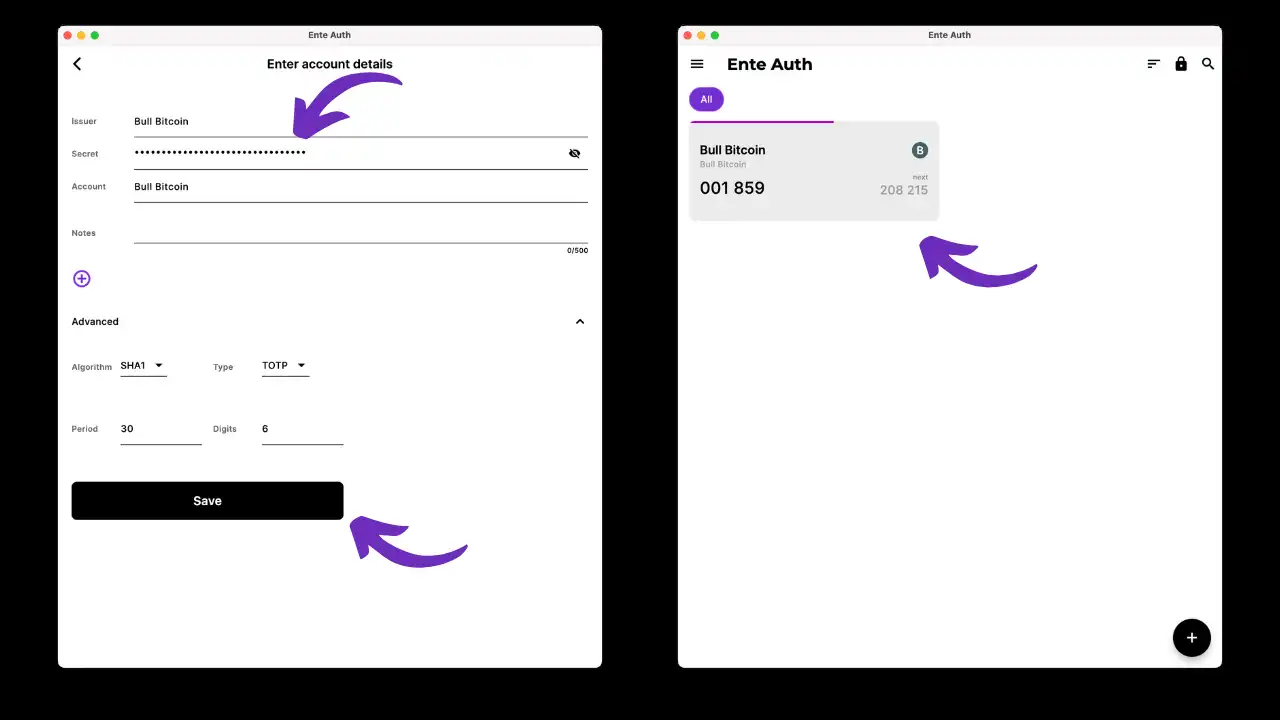 Ente Auth
Enter account details
Issuer Bull Bitcoin
Secret ••••••••••••••••••••••••••••••••
Account Bull Bitcoin
Notes
0/500
Advanced
Algorithm SHA1 Type TOTP
Period 30 Digits 6
Save
Ente Auth
Ente Auth
All
Bull Bitcoin B
Bull Bitcoin
next
001 859 208 215